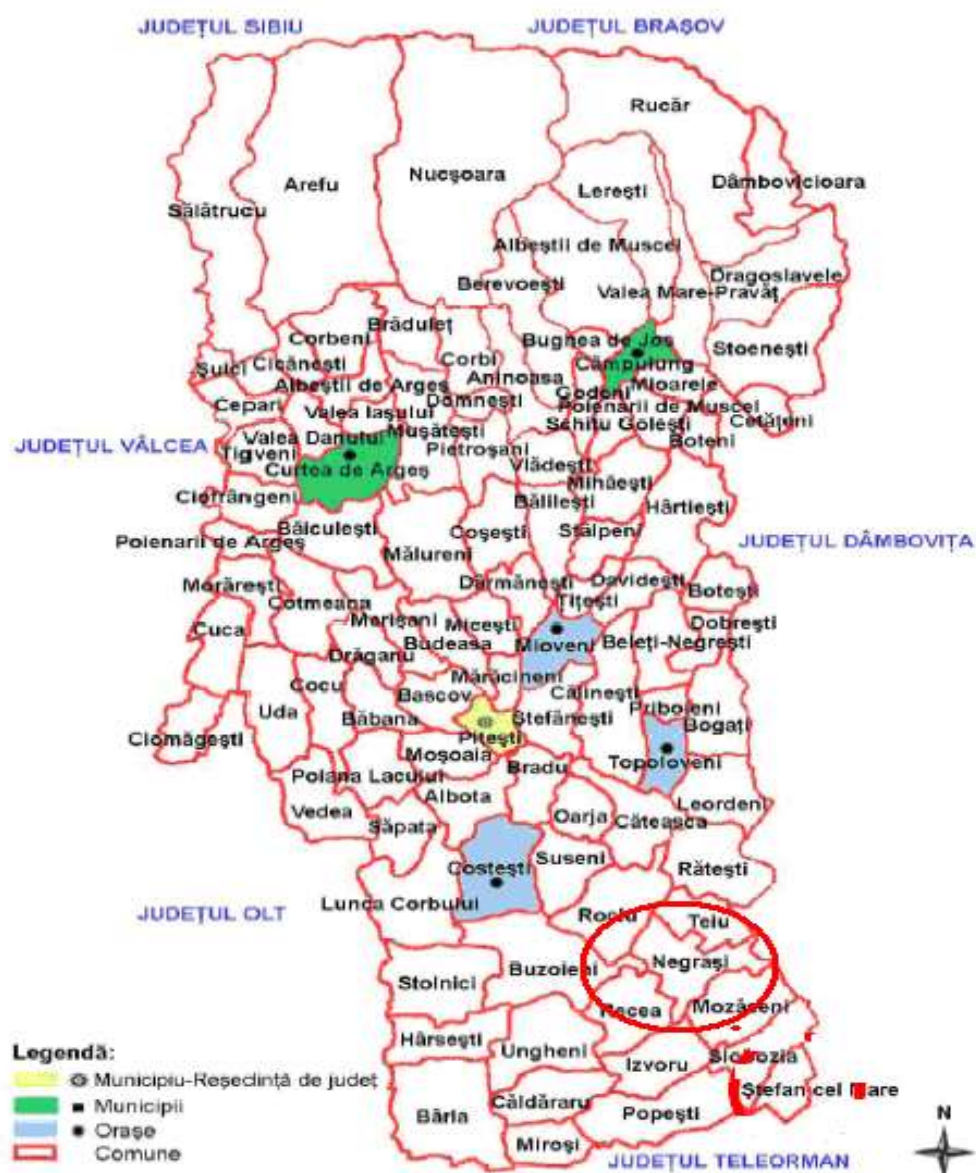 JUDEȚUL SIBIU
JUDEȚUL BRAȘOV
Rucăr
Nucșoara
Arefu
Lerești
Dâmbovicioara
Sălătrucu
Albeștii de Muscel
Dragoslavele
Berevoești
Valea Mare-Pravăț
Brăduleț
Corbeni
Bughea de Jos
Stoenești
Șuici
Cicănești
Corbi
Câmpulung
Albeștii de Argeș
Aninoasa
Godeni
Mioarele
Cepari
Valea Iașului
Domnești
Poienarii de Muscel
Cetățeni
JUDEȚUL VÂLCEA
Valea Danului
Mușătești
Schitu Golești
Boteni
Tigveni
Pietroșani
Curtea de Argeș
Vlădești
Mihăești
Ciofrângeni
Bălilești
Hârtiești
Băiculești
Coșești
Stâlpeni
Poienarii de Argeș
JUDEȚUL DÂMBOVIȚA
Mălureni
Morărești
Dârmănești
Davidești
Botești
Cotmeana
Țițești
Cuca
Merișani
Micești
Dobrești
Budeasa
Mioveni
Beleți-Negrești
Drăganu
Mărăcineni
Cocu
Bascov
Călinești
Priboieni
Uda
Băbana
Ștefănești
Bogați
Ciomăgești
Pitești
Moșoaia
Bradu
Topoloveni
Poiana Lacului
Vedea
Albota
Oarja
Leordeni
Săpata
Căteasca
Costești
Suseni
Rătești
Lunca Corbului
JUDEȚUL OLT
Rociu
Teiu
Negrași
Stolnici
Buzoieni
Recea
Mozăceni
Hârsești
Ungheni
Izvoru
Slobozia
Legendă:
Municipiu-Reședință de județ
Ștefan cel Mare
Municipii
Bârla
Căldăraru
Popești
Orașe
Comune
Miroși
N
JUDEȚUL TELEORMAN